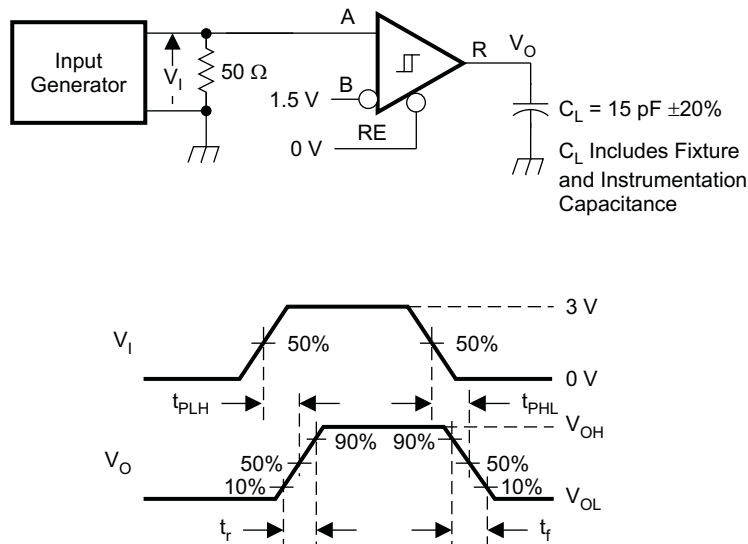 Input
Generator
V_I
50 Ω
A
B
1.5 V
RE
0 V
R
V_O
C_L = 15 pF ±20%
C_L Includes Fixture
and Instrumentation
Capacitance
3 V
V_I
50%
50%
0 V
t_PLH
t_PHL
V_OH
90%
90%
V_O
50%
50%
10%
10%
V_OL
t_r
t_f